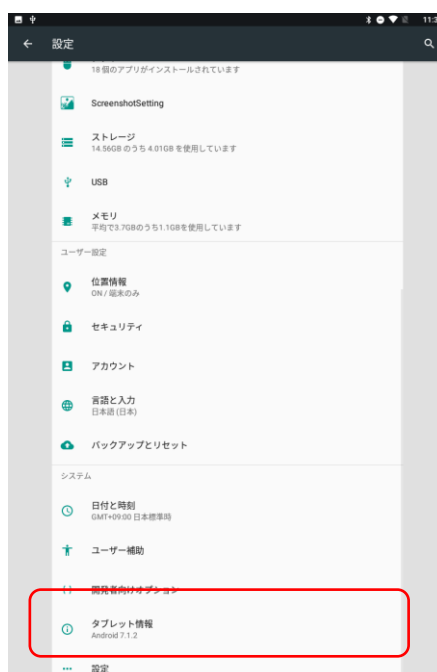 11:3
設定
18 個のアプリがインストールされています
ScreenshotSetting
ストレージ
14.56GB のうち 4.01GB を使用しています
USB
メモリ
平均で3.7GBのうち1.1GBを使用しています
ユーザー設定
位置情報
ON / 端末のみ
セキュリティ
アカウント
言語と入力
日本語 (日本)
バックアップとリセット
システム
日付と時刻
GMT+09:00 日本標準時
ユーザー補助
開発者向けオプション
タブレット情報
Android 7.1.2
設定